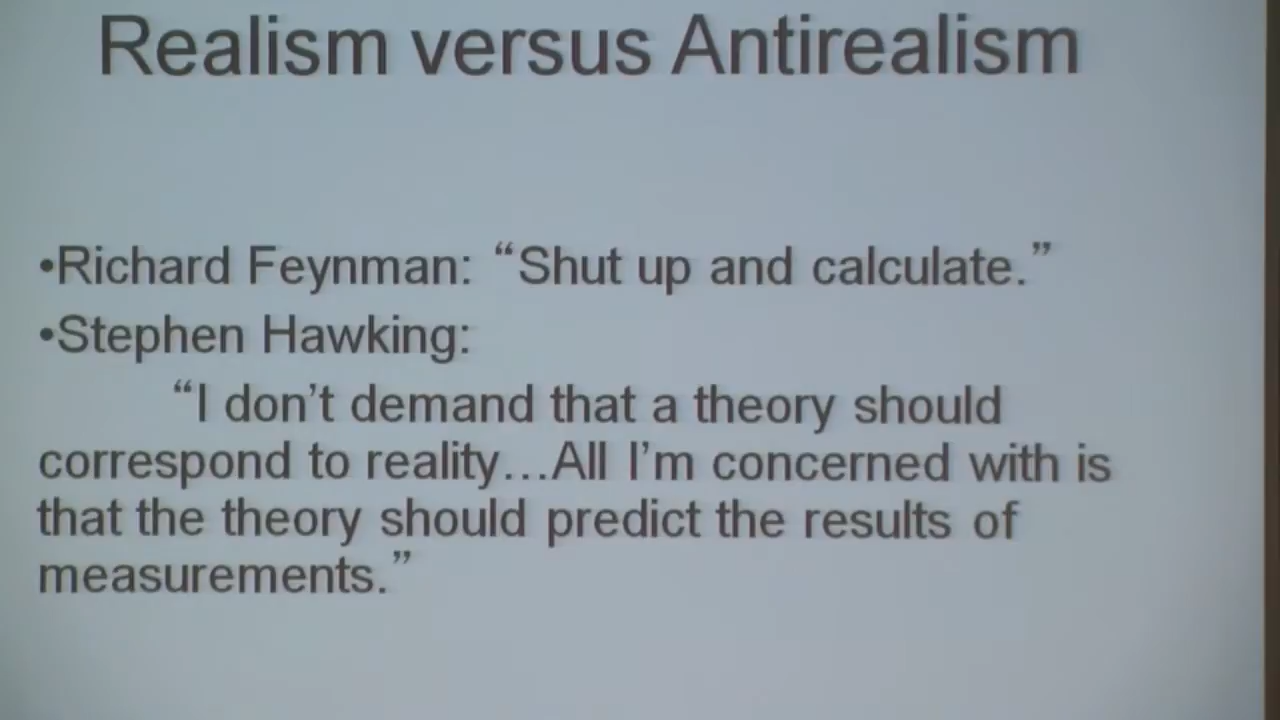 Realism versus Antirealism
•Richard Feynman: “Shut up and calculate.”
•Stephen Hawking:
“I don’t demand that a theory should
correspond to reality…All I’m concerned with is
that the theory should predict the results of
measurements.”